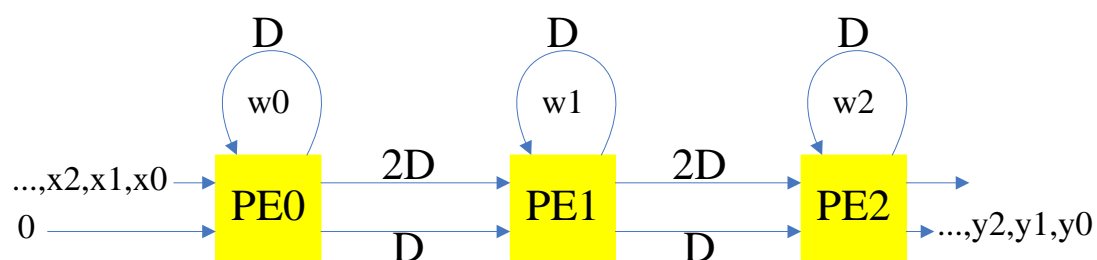 D D D
w0 w1 w2
2D 2D
...,x2,x1,x0
PE0 PE1 PE2
0 ...,y2,y1,y0
D D